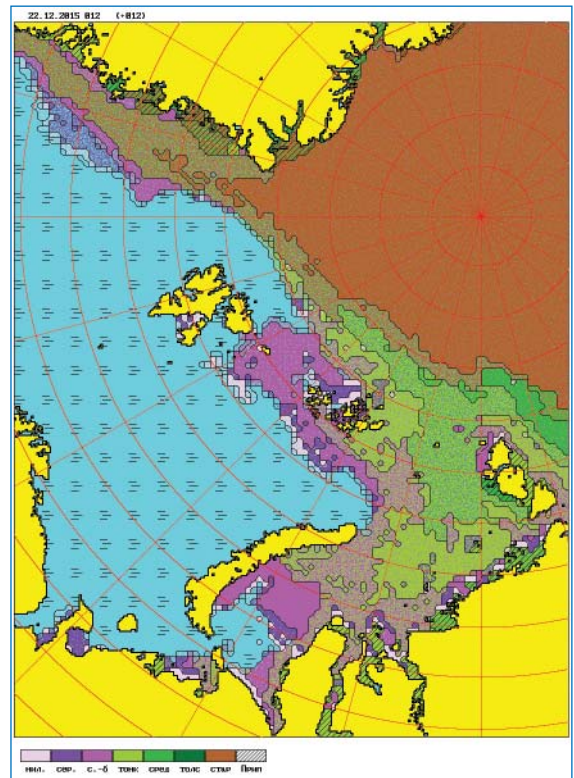 22.12.2015 012 (+012)
нил. сер. с.-б тонк сред толс стар Прип